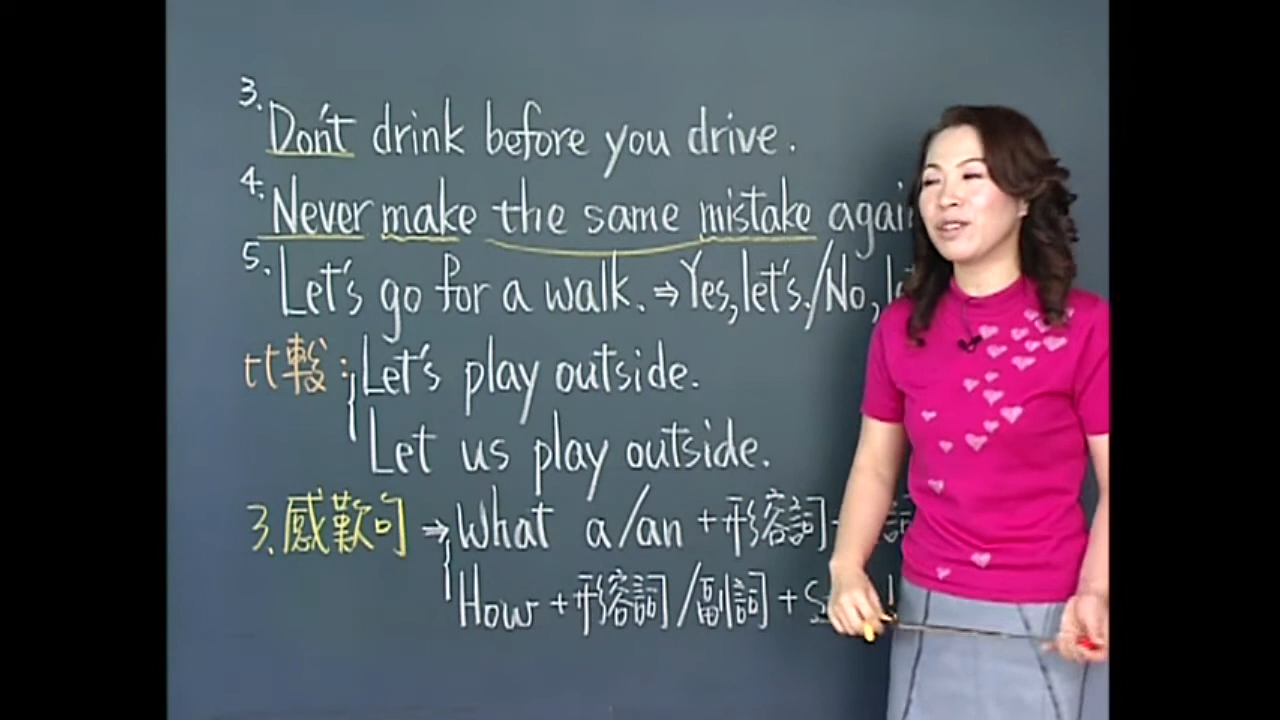 3. Don't drink before you drive.
4. Never make the same mistake
5. Let's go for a walk. ⇒ Yes, let's. / No,
比較: Let's play outside.
Let us play outside.
3. 感歎句 ⇒ What a/an + 形容詞 +
How + 形容詞 / 副詞 + S